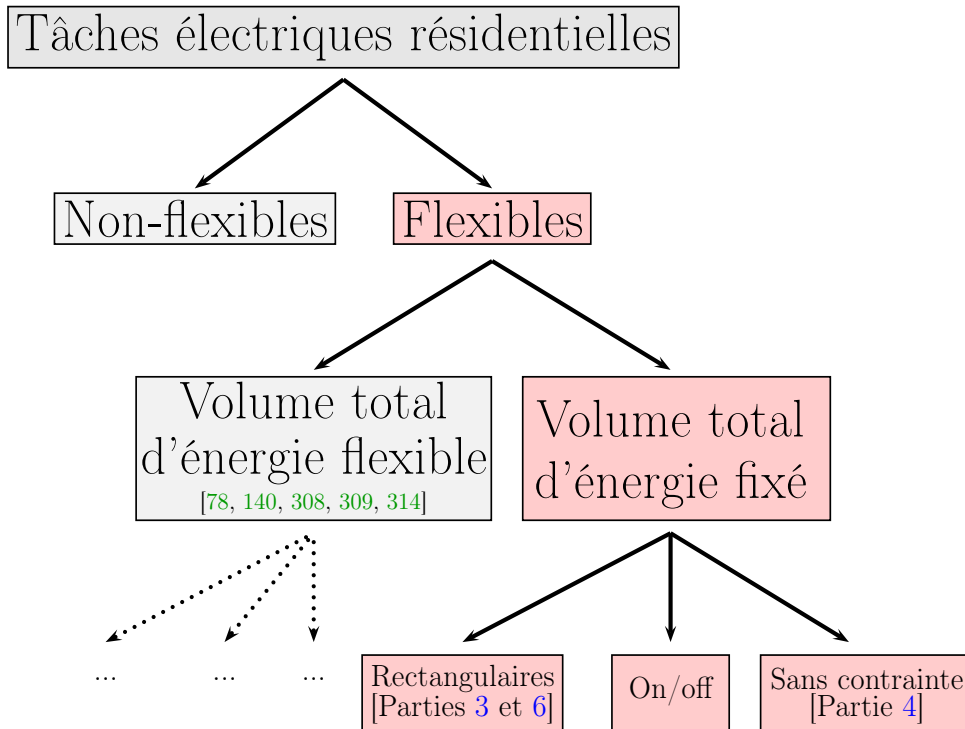 Tâches électriques résidentielles
Non-flexibles
Flexibles
Volume total
d'énergie flexible
[78, 140, 308, 309, 314]
Volume total
d'énergie fixé
...
...
...
Rectangulaires
[Parties 3 et 6]
On/off
Sans contrainte
[Partie 4]